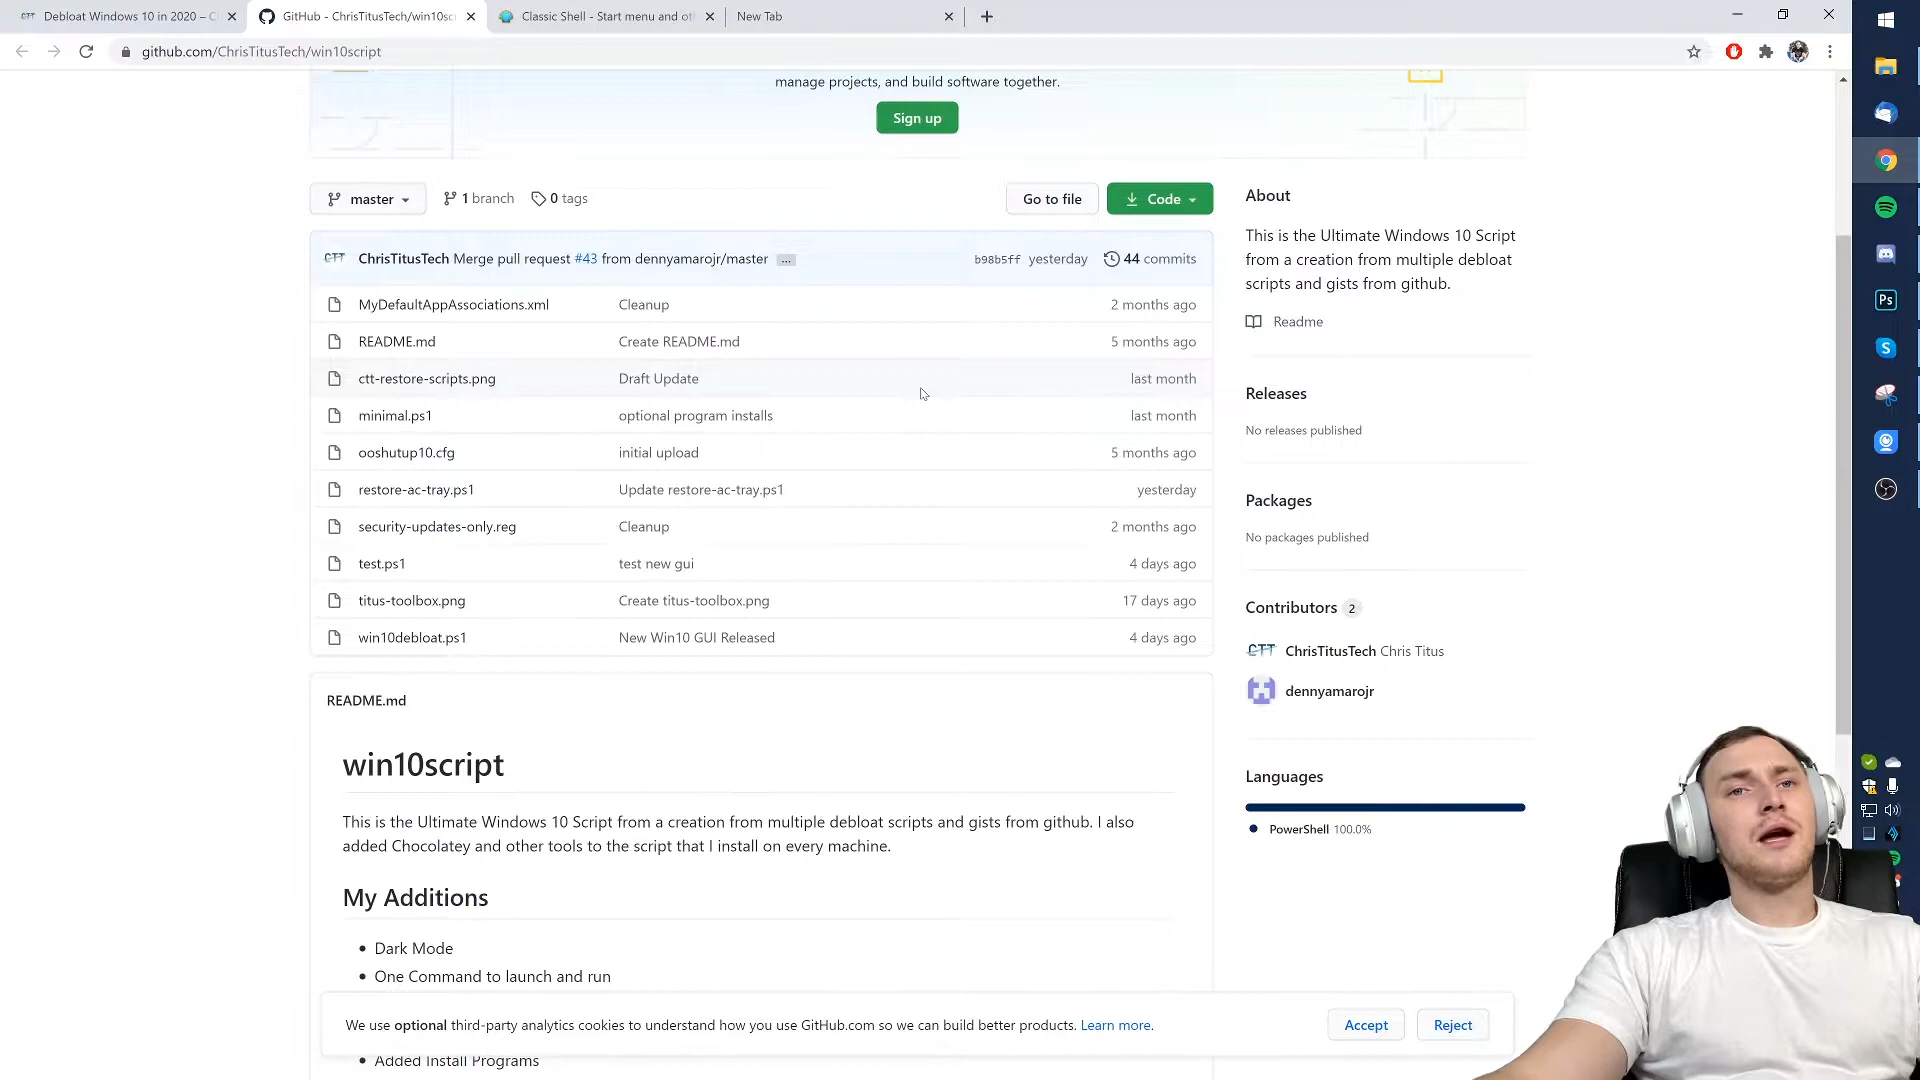 Debloat Windows 10 in 2020 –
GitHub - ChrisTitusTech/win10sc
Classic Shell - Start menu and ot
New Tab
github.com/ChrisTitusTech/win10script
manage projects, and build software together.
Sign up
master
1 branch
0 tags
Go to file
Code
CTT ChrisTitusTech Merge pull request #43 from dennyamarojr/master ...
b98b5ff yesterday
44 commits
MyDefaultAppAssociations.xml Cleanup 2 months ago
README.md Create README.md 5 months ago
ctt-restore-scripts.png Draft Update last month
minimal.ps1 optional program installs last month
ooshutup10.cfg initial upload 5 months ago
restore-ac-tray.ps1 Update restore-ac-tray.ps1 yesterday
security-updates-only.reg Cleanup 2 months ago
test.ps1 test new gui 4 days ago
titus-toolbox.png Create titus-toolbox.png 17 days ago
win10debloat.ps1 New Win10 GUI Released 4 days ago
README.md
win10script
This is the Ultimate Windows 10 Script from a creation from multiple debloat scripts and gists from github. I also
added Chocolatey and other tools to the script that I install on every machine.
My Additions
Dark Mode
One Command to launch and run
Added Install Programs
About
This is the Ultimate Windows 10 Script
from a creation from multiple debloat
scripts and gists from github.
Readme
Releases
No releases published
Packages
No packages published
Contributors 2
CTT ChrisTitusTech Chris Titus
dennyamarojr
Languages
PowerShell 100.0%
We use optional third-party analytics cookies to understand how you use GitHub.com so we can build better products. Learn more.
Accept
Reject
Ps